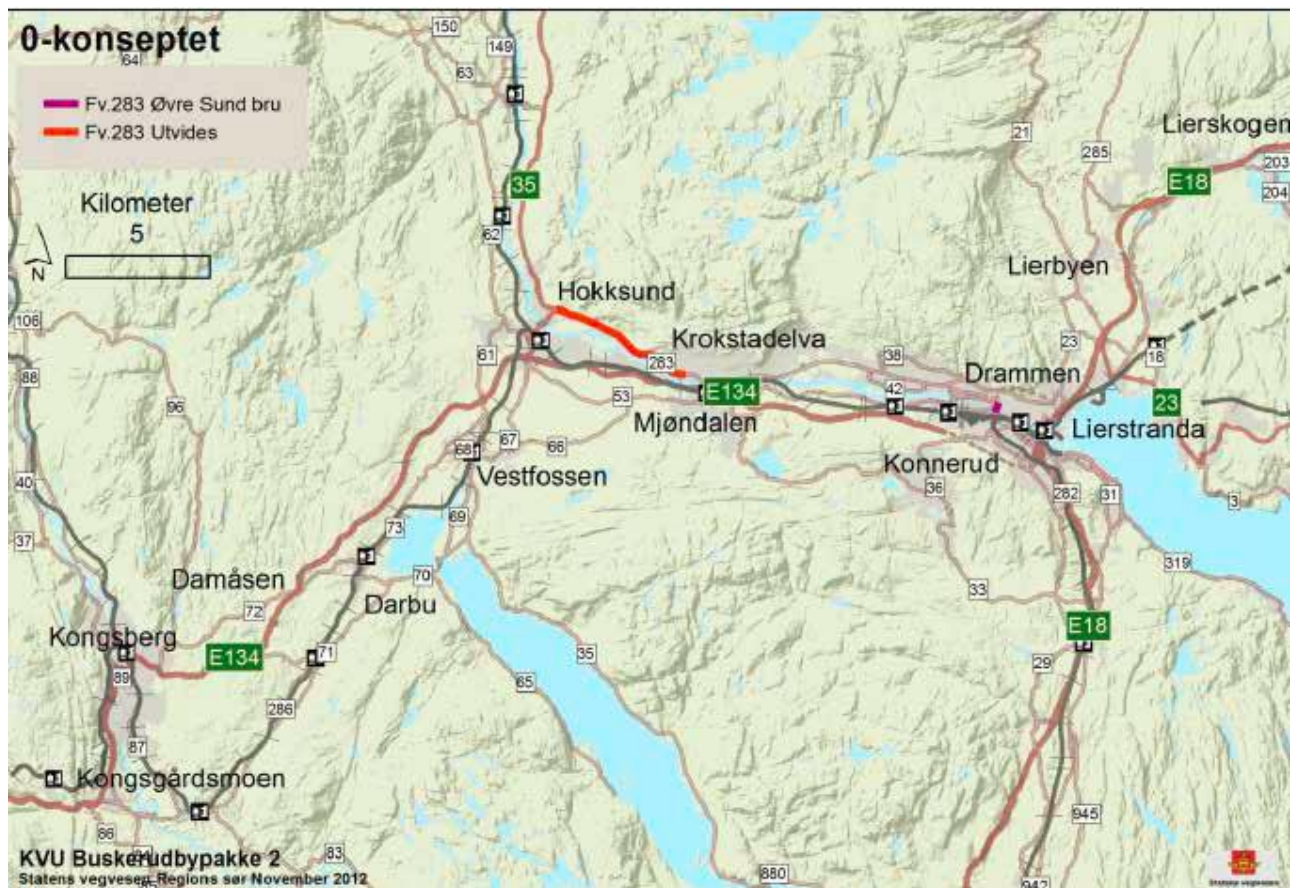 0-konseptet
Fv.283 Øvre Sund bru
Fv.283 Utvides
Kilometer
5
N
64
150
149
63
35
62
21
285
Lierskogen
E18
203
204
Lierbyen
Hokksund
Krokstadelva
106
61
283
38
23
18
88
Drammen
42
E134
53
23
96
Mjøndalen
Lierstranda
67
66
68
Vestfossen
Konnerud
40
36
282
31
3
73
69
37
319
Damåsen
70
33
72
Darbu
Kongsberg
E134
71
E18
89
35
29
65
286
87
Kongsgårdsmoen
945
86
84
83
KVU Buskerudbypakke 2
Statens vegvesen Regions sør November 2012
880
942
Statens vegvesen